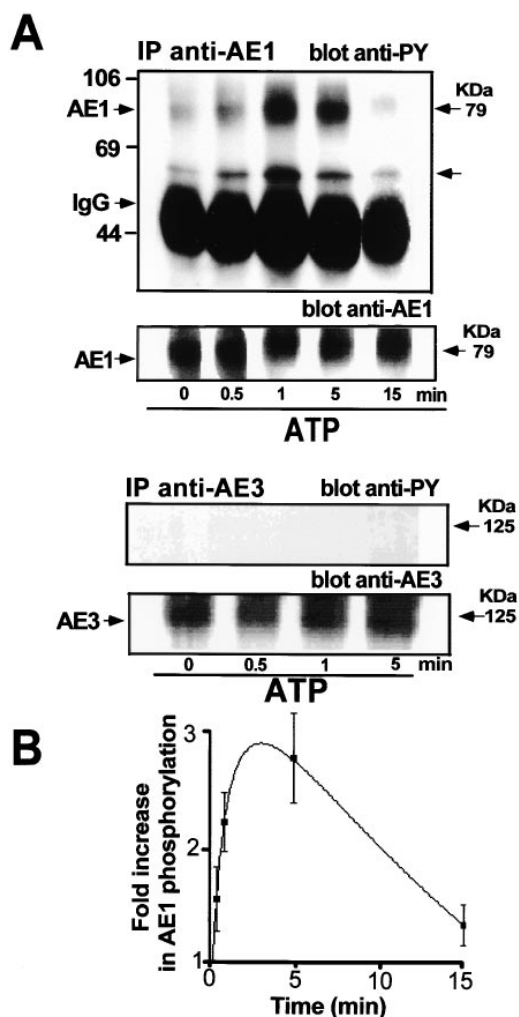 A
IP anti-AE1 blot anti-PY
106
KDa
AE1 79
69
IgG
44
blot anti-AE1
KDa
AE1 79
0 0.5 1 5 15 min
ATP
IP anti-AE3 blot anti-PY
KDa
125
blot anti-AE3
KDa
AE3 125
0 0.5 1 5 min
ATP
B
Fold increase
in AE1 phosphorylation
3
2
1
0 5 10 15
Time (min)